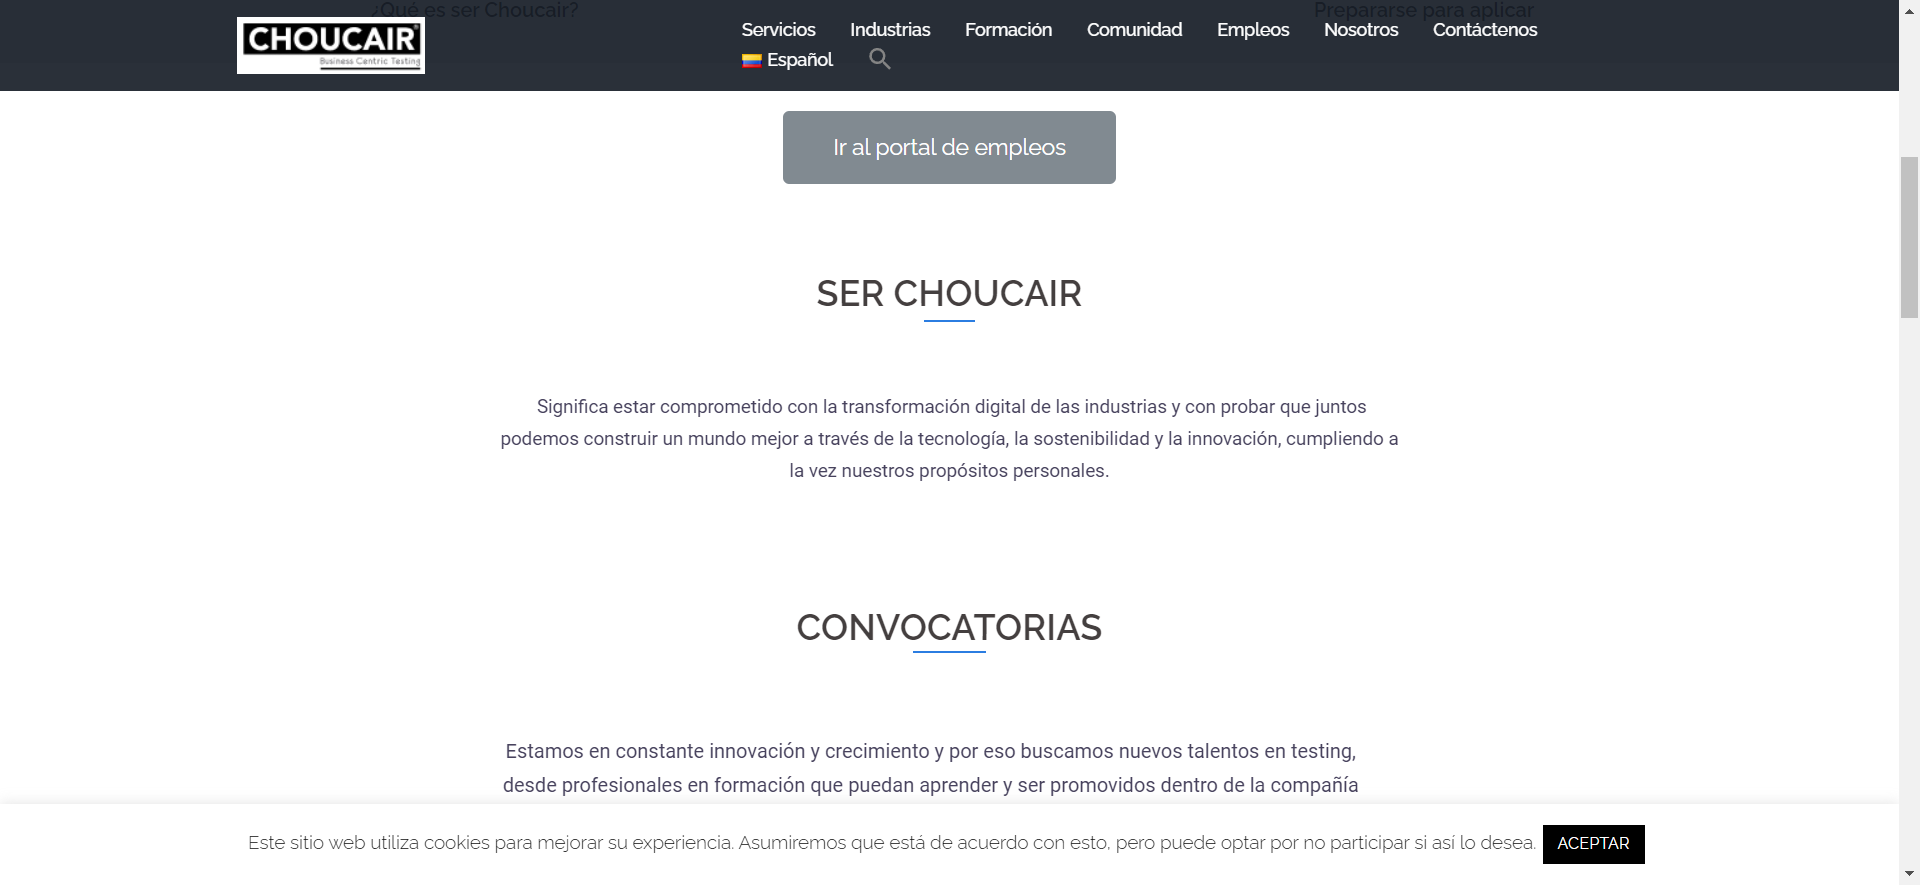 ¿Qué es ser Choucair?
Prepararse para aplicar
CHOUCAIR
Business Centric Testing
Servicios
Industrias
Formación
Comunidad
Empleos
Nosotros
Contáctenos
Español
Ir al portal de empleos
SER CHOUCAIR
Significa estar comprometido con la transformación digital de las industrias y con probar que juntos
podemos construir un mundo mejor a través de la tecnología, la sostenibilidad y la innovación, cumpliendo a
la vez nuestros propósitos personales.
CONVOCATORIAS
Estamos en constante innovación y crecimiento y por eso buscamos nuevos talentos en testing,
desde profesionales en formación que puedan aprender y ser promovidos dentro de la compañía
Este sitio web utiliza cookies para mejorar su experiencia. Asumiremos que está de acuerdo con esto, pero puede optar por no participar si así lo desea.
ACEPTAR